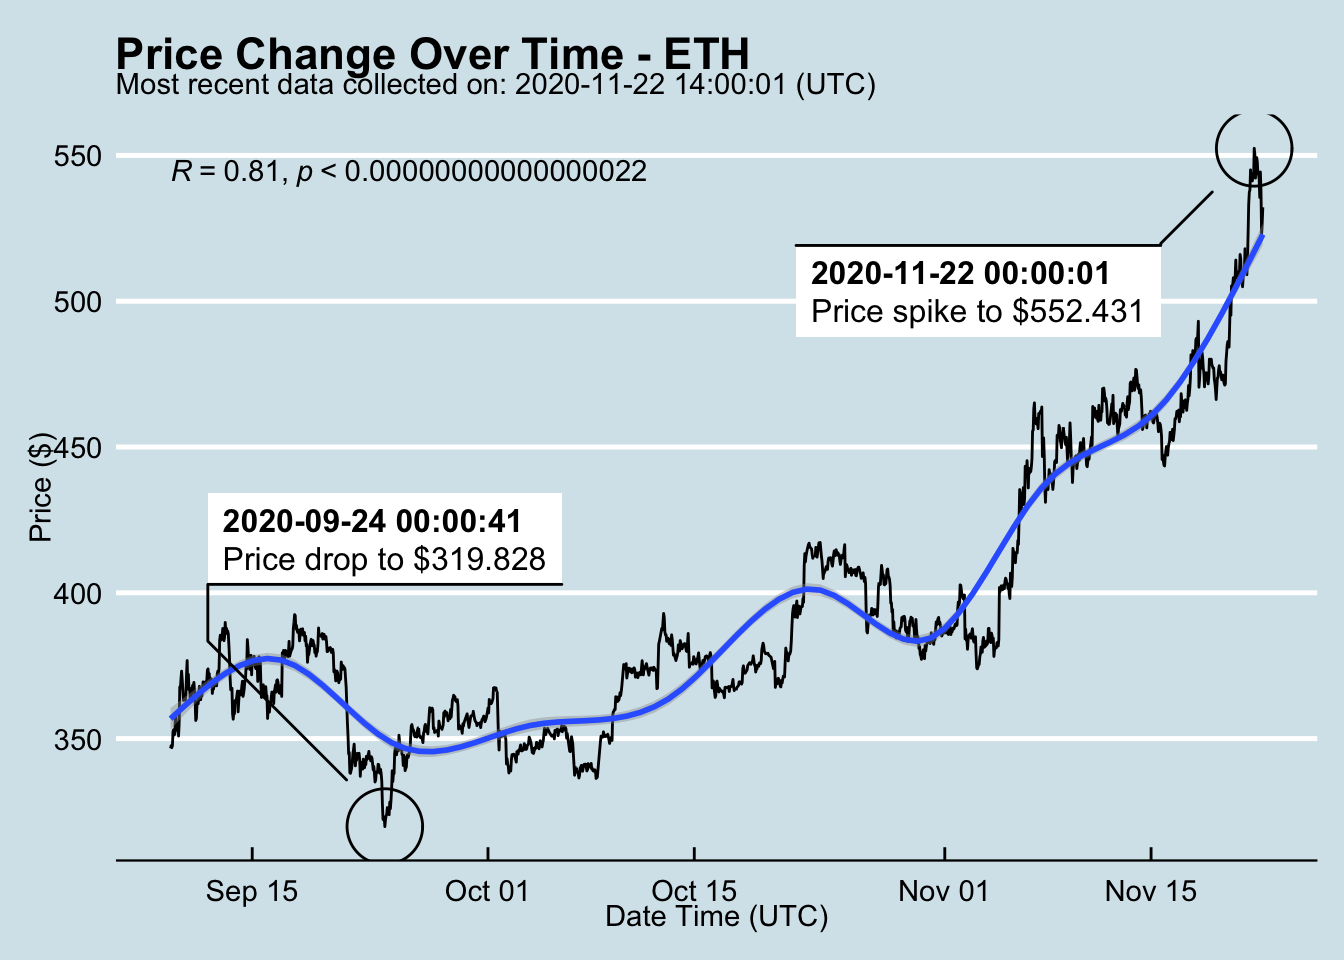 Price Change Over Time - ETH
Most recent data collected on: 2020-11-22 14:00:01 (UTC)
R = 0.81, p < 0.00000000000000022
550
500
450
400
350
Price ($)
2020-11-22 00:00:01
Price spike to $552.431
2020-09-24 00:00:41
Price drop to $319.828
Sep 15 Oct 01 Oct 15 Nov 01 Nov 15
Date Time (UTC)